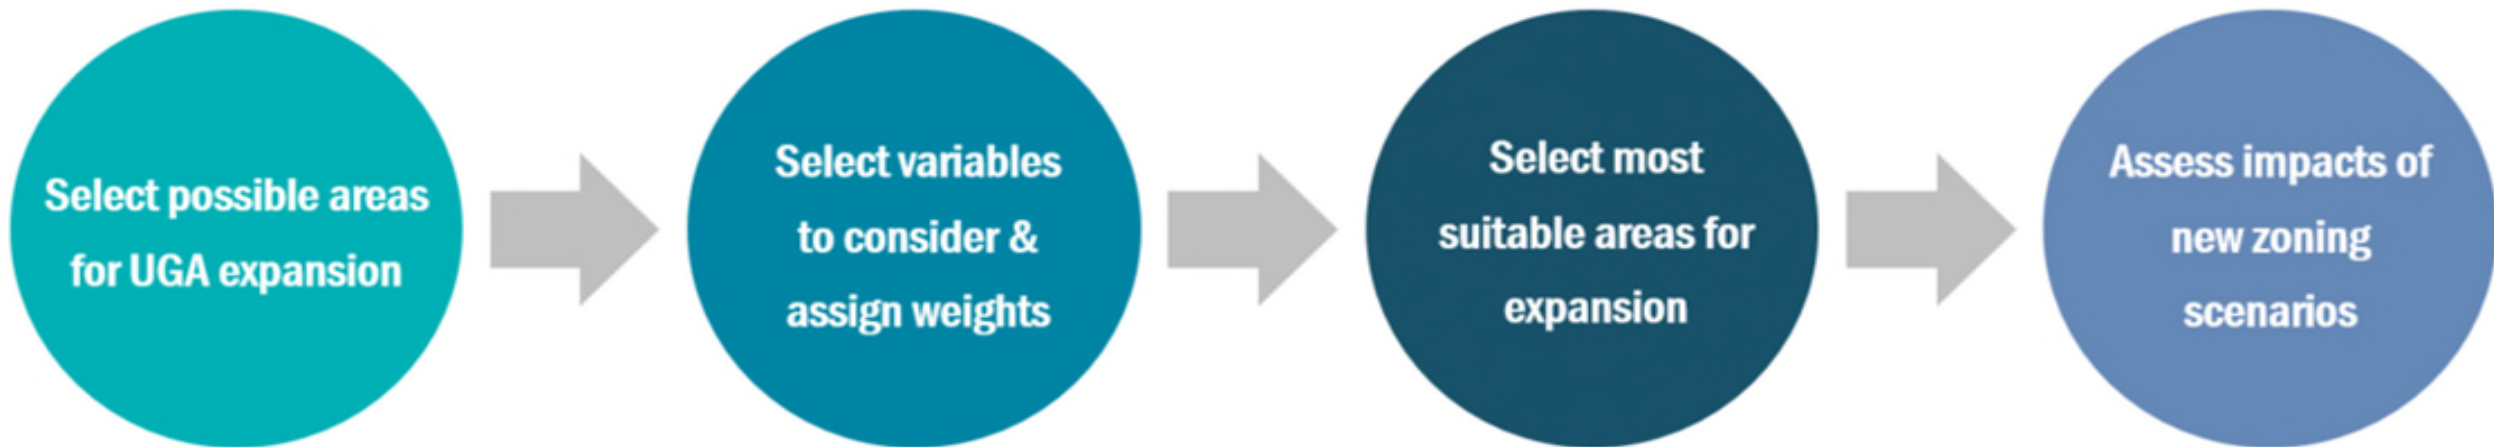 Select possible areas
for UGA expansion
Select variables
to consider &
assign weights
Select most
suitable areas for
expansion
Assess impacts of
new zoning
scenarios